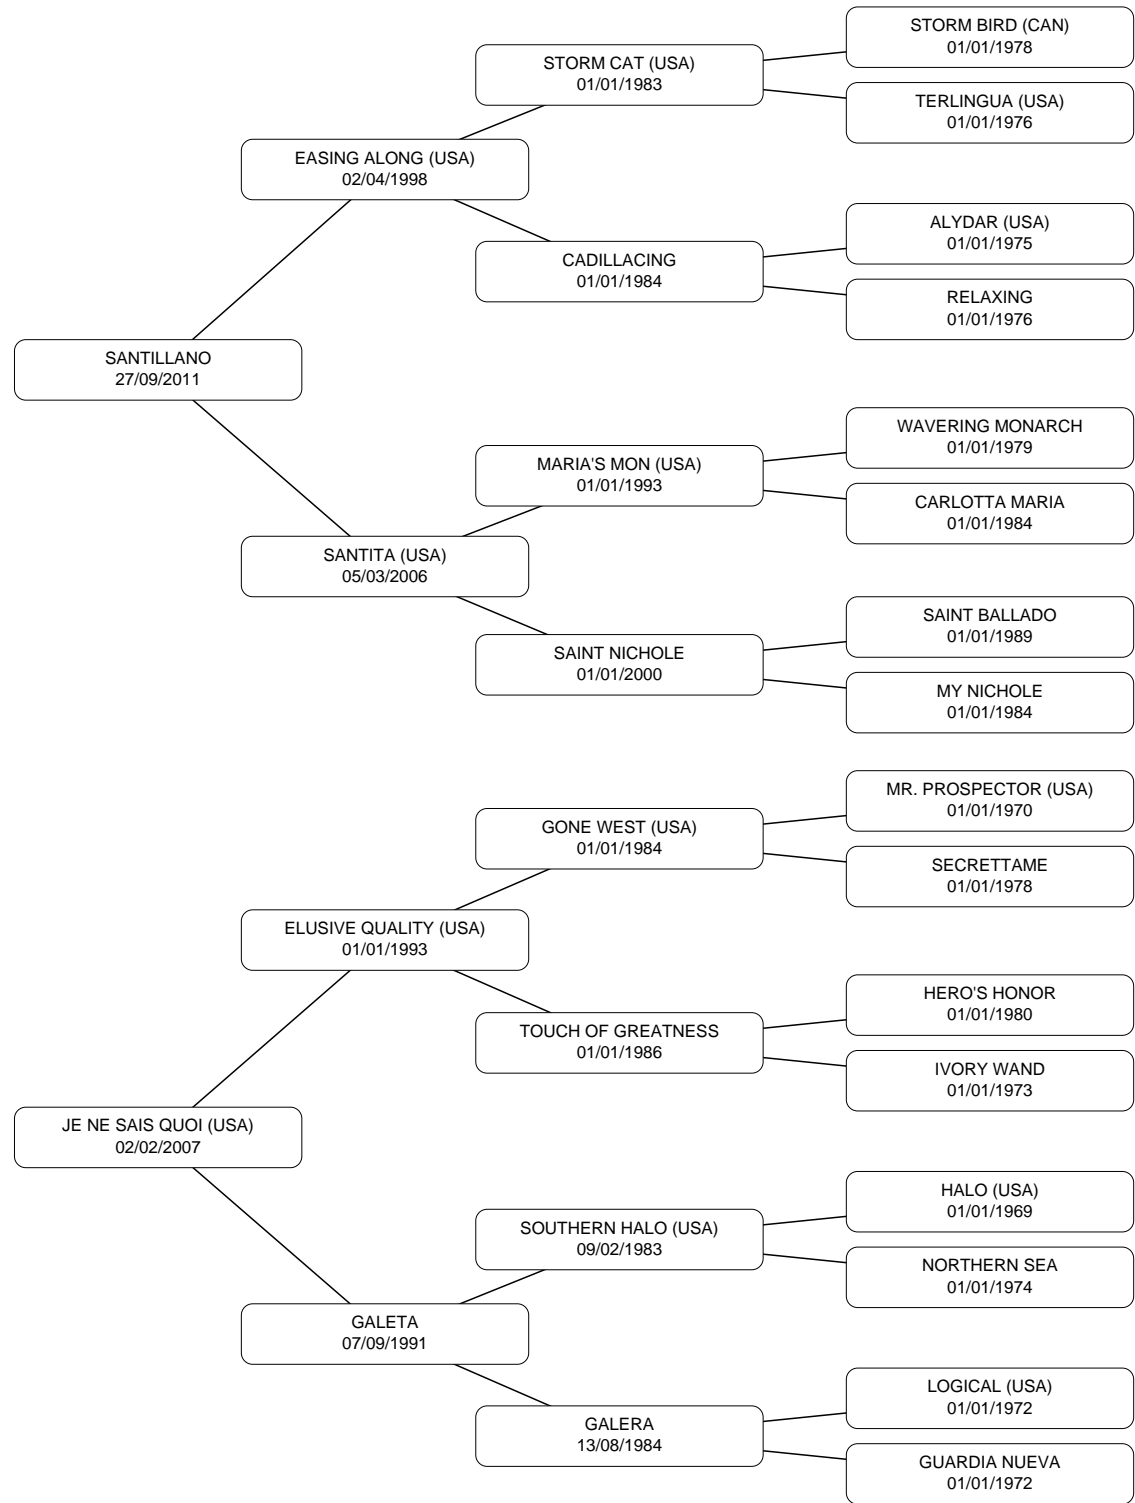 STORM BIRD (CAN)
01/01/1978
STORM CAT (USA)
01/01/1983
TERLINGUA (USA)
01/01/1976
EASING ALONG (USA)
02/04/1998
ALYDAR (USA)
01/01/1975
CADILLACING
01/01/1984
RELAXING
01/01/1976
SANTILLANO
27/09/2011
WAVERING MONARCH
01/01/1979
MARIA'S MON (USA)
01/01/1993
CARLOTTA MARIA
01/01/1984
SANTITA (USA)
05/03/2006
SAINT BALLADO
01/01/1989
SAINT NICHOLE
01/01/2000
MY NICHOLE
01/01/1984
MR. PROSPECTOR (USA)
01/01/1970
GONE WEST (USA)
01/01/1984
SECRETTAME
01/01/1978
ELUSIVE QUALITY (USA)
01/01/1993
HERO'S HONOR
01/01/1980
TOUCH OF GREATNESS
01/01/1986
IVORY WAND
01/01/1973
JE NE SAIS QUOI (USA)
02/02/2007
HALO (USA)
01/01/1969
SOUTHERN HALO (USA)
09/02/1983
NORTHERN SEA
01/01/1974
GALETA
07/09/1991
LOGICAL (USA)
01/01/1972
GALERA
13/08/1984
GUARDIA NUEVA
01/01/1972